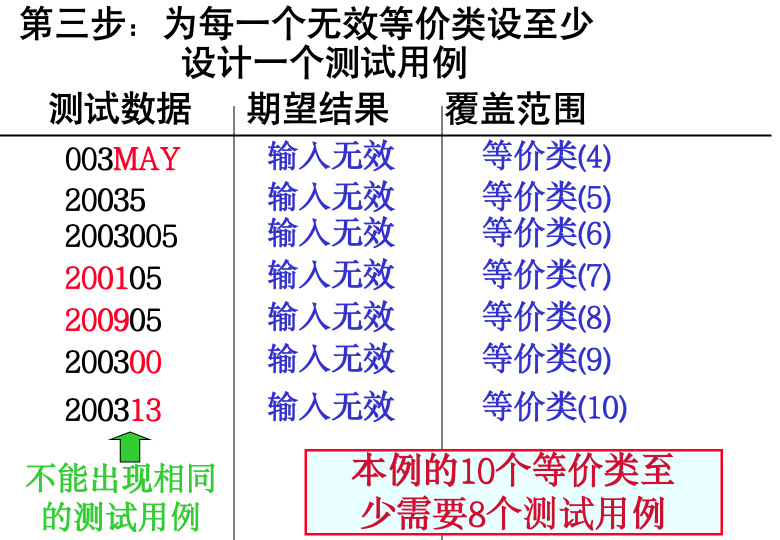 第三步：为每一个无效等价类设至少
设计一个测试用例
测试数据 期望结果 覆盖范围
003MAY 输入无效 等价类(4)
20035 输入无效 等价类(5)
2003005 输入无效 等价类(6)
200105 输入无效 等价类(7)
200905 输入无效 等价类(8)
200300 输入无效 等价类(9)
200313 输入无效 等价类(10)
不能出现相同
的测试用例
本例的10个等价类至
少需要8个测试用例